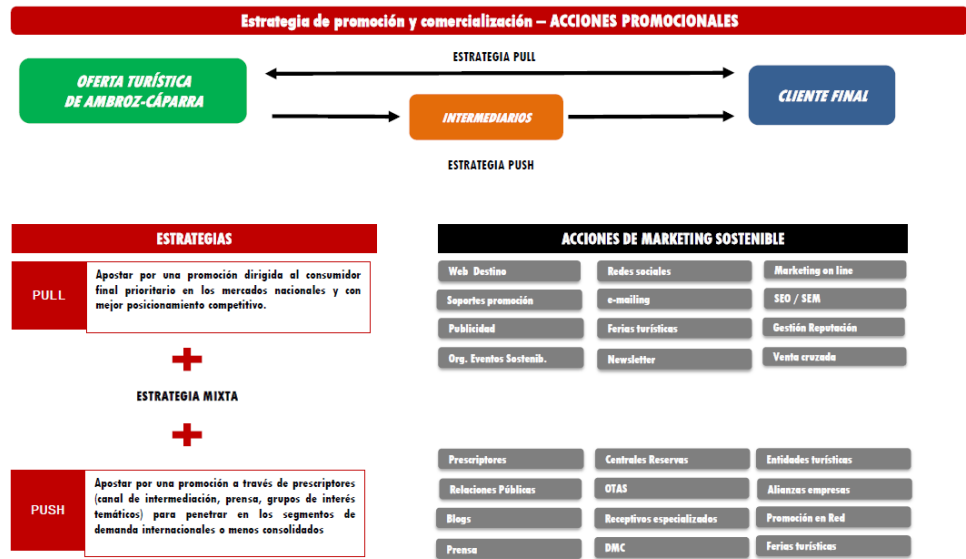 Estrategia de promoción y comercialización – ACCIONES PROMOCIONALES
ESTRATEGIA PULL
OFERTA TURÍSTICA
DE AMBROZ-CÁPARRA
INTERMEDIARIOS
CLIENTE FINAL
ESTRATEGIA PUSH
ESTRATEGIAS
PULL
Apostar por una promoción dirigida al consumidor
final prioritario en los mercados nacionales y con
mejor posicionamiento competitivo.
ESTRATEGIA MIXTA
PUSH
Apostar por una promoción a través de prescriptores
(canal de intermediación, prensa, grupos de interés
temáticos) para penetrar en los segmentos de
demanda internacionales o menos consolidados
ACCIONES DE MARKETING SOSTENIBLE
Web Destino
Redes sociales
Marketing on line
Soportes promoción
e-mailing
SEO / SEM
Publicidad
Ferias turísticas
Gestión Reputación
Org. Eventos Sostenib.
Newsletter
Venta cruzada
Prescriptores
Centrales Reservas
Entidades turísticas
Relaciones Públicas
OTAS
Alianzas empresas
Blogs
Receptivos especializados
Promoción en Red
Prensa
DMC
Ferias turísticas